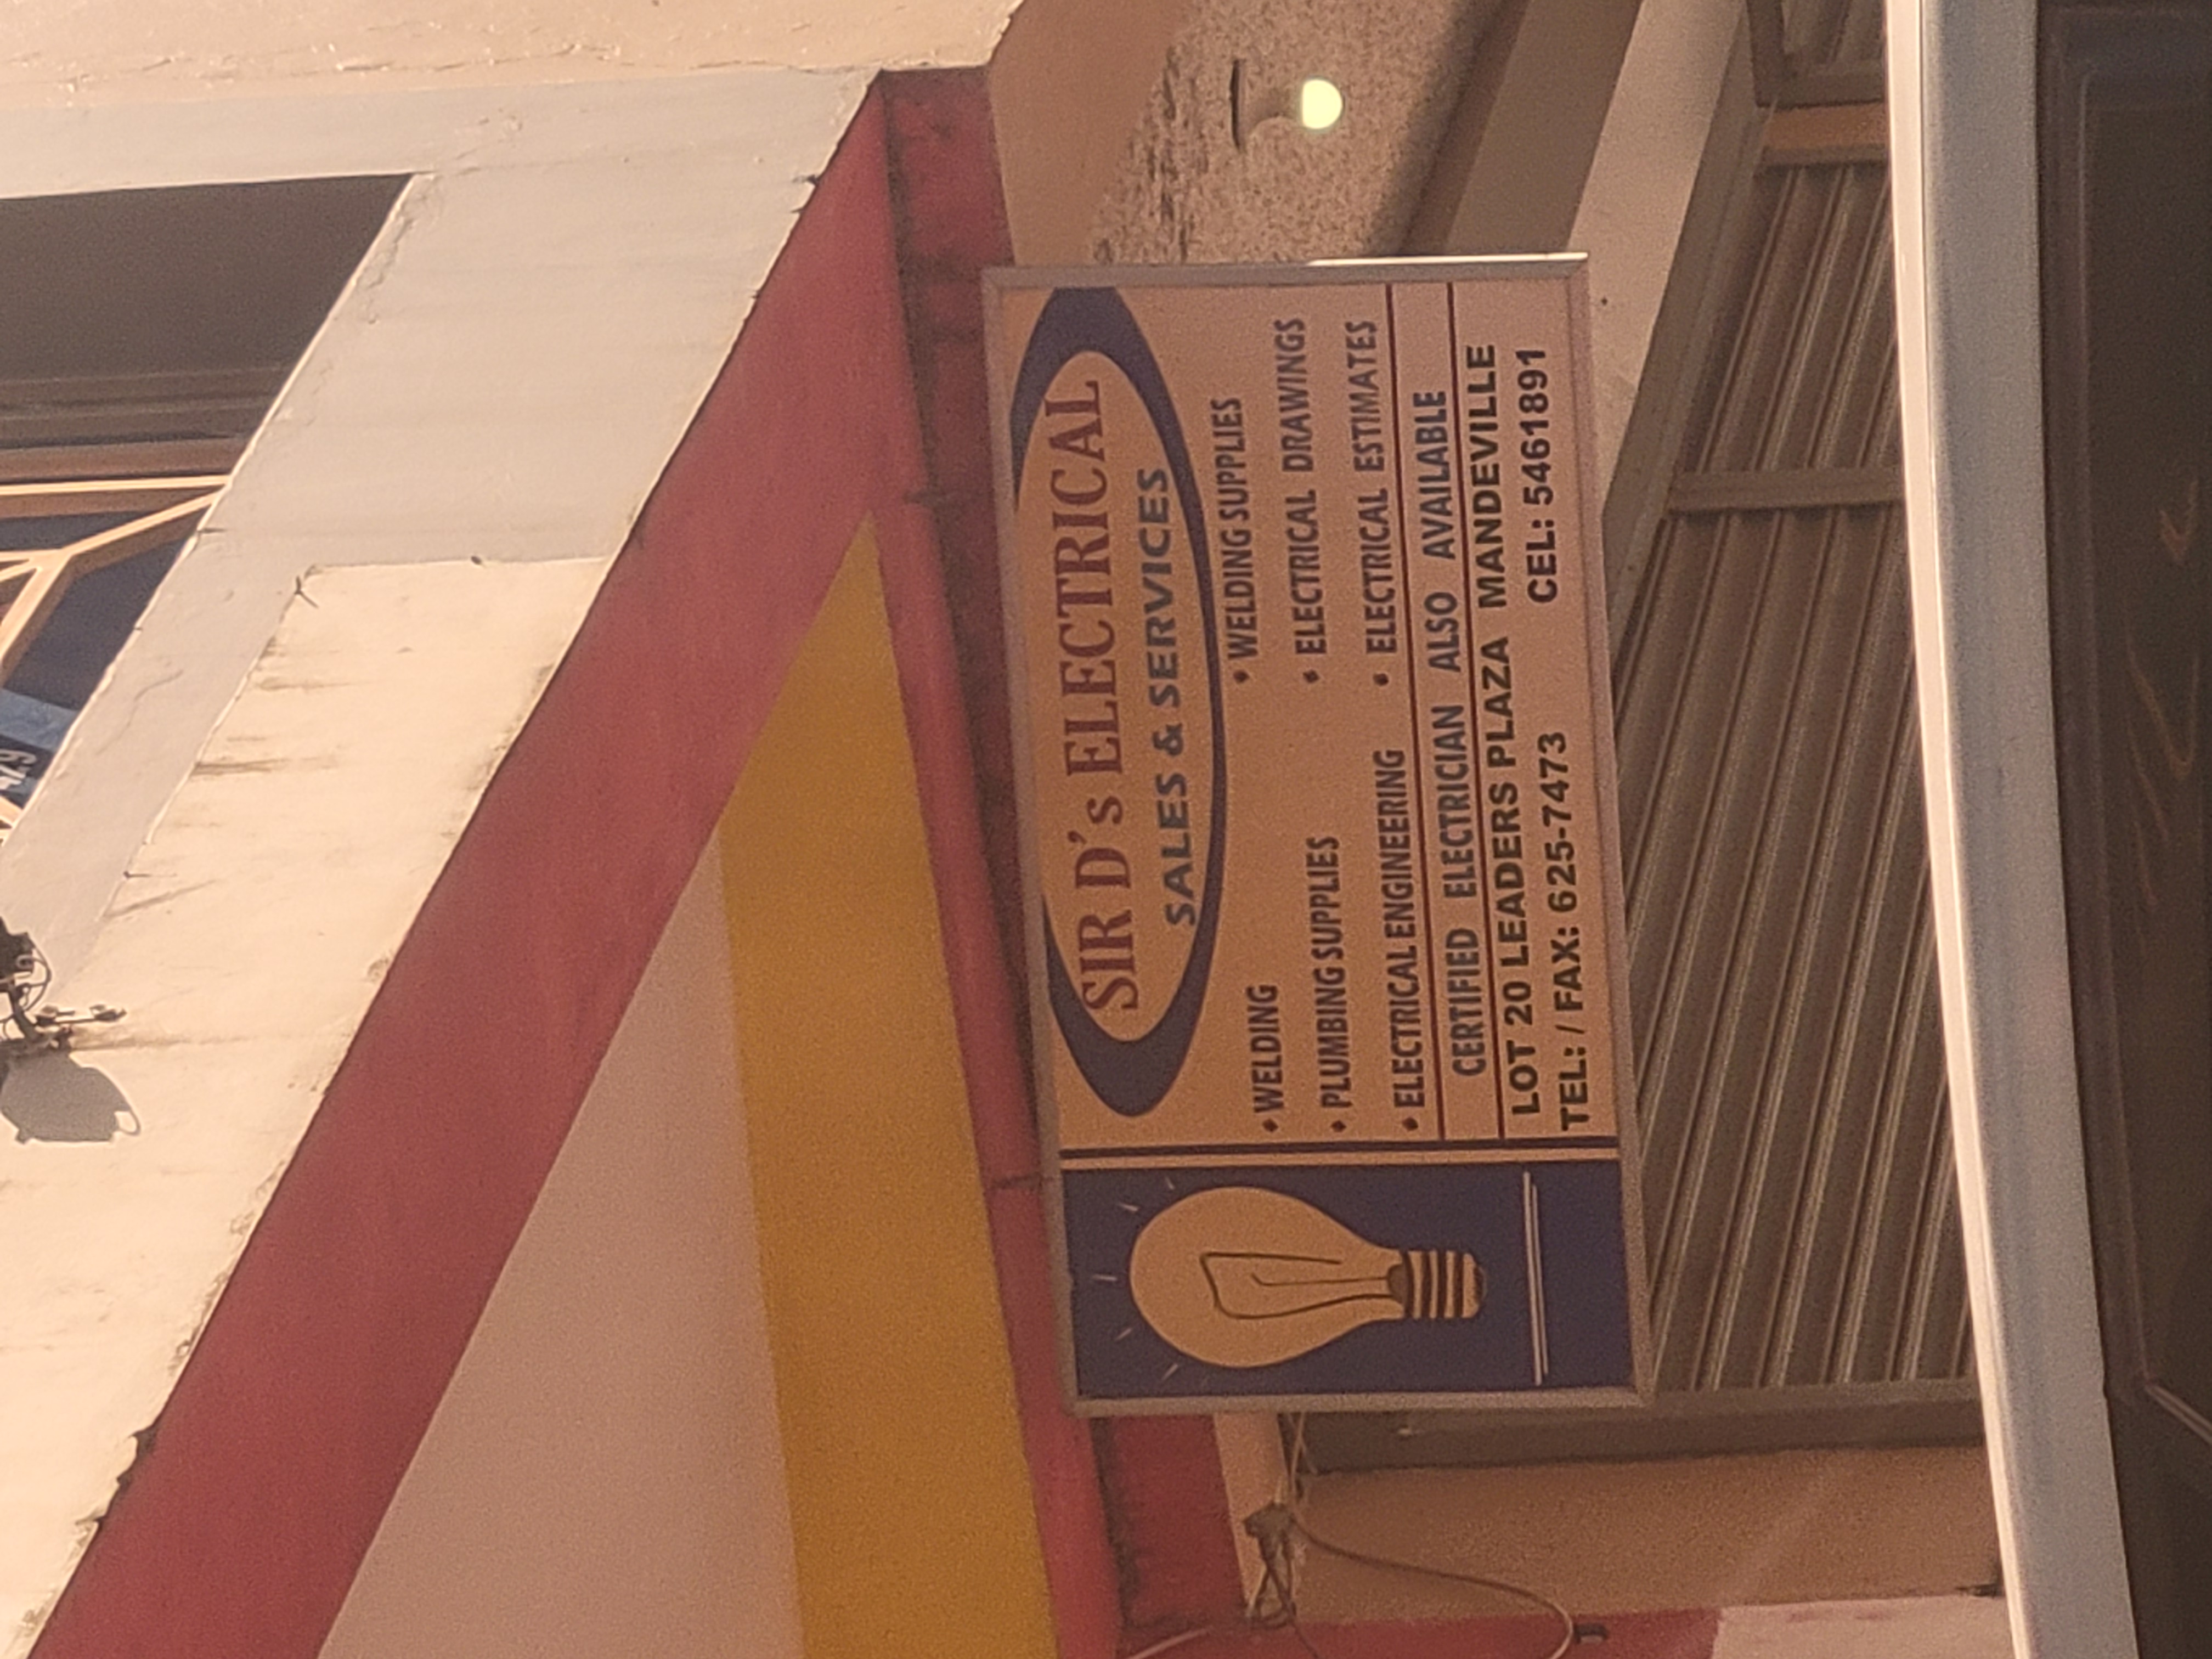 SIR D's ELECTRICAL
SALES & SERVICES
• WELDING
• WELDING SUPPLIES
• PLUMBING SUPPLIES
• ELECTRICAL DRAWINGS
• ELECTRICAL ENGINEERING
• ELECTRICAL ESTIMATES
CERTIFIED ELECTRICIAN ALSO AVAILABLE
LOT 20 LEADERS PLAZA MANDEVILLE
TEL: / FAX: 625-7473 CEL: 5461891